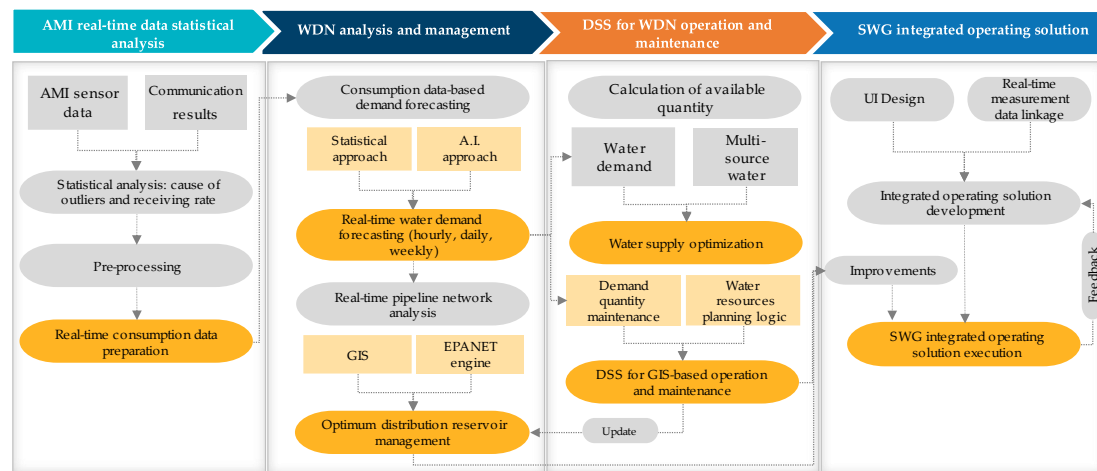 AMI real-time data statistical
analysis
WDN analysis and management
DSS for WDN operation and
maintenance
SWG integrated operating solution
AMI sensor
data
Communication
results
Statistical analysis: cause of
outliers and receiving rate
Pre-processing
Real-time consumption data
preparation
Consumption data-based
demand forecasting
Statistical
approach
A.I.
approach
Real-time water demand
forecasting (hourly, daily,
weekly)
Real-time pipeline network
analysis
GIS
EPANET
engine
Optimum distribution reservoir
management
Calculation of available
quantity
Water
demand
Multi-
source
water
Water supply optimization
Demand
quantity
maintenance
Water
resources
planning logic
DSS for GIS-based operation
and maintenance
Update
UI Design
Real-time
measurement
data linkage
Integrated operating solution
development
Improvements
Feedback
SWG integrated operating
solution execution